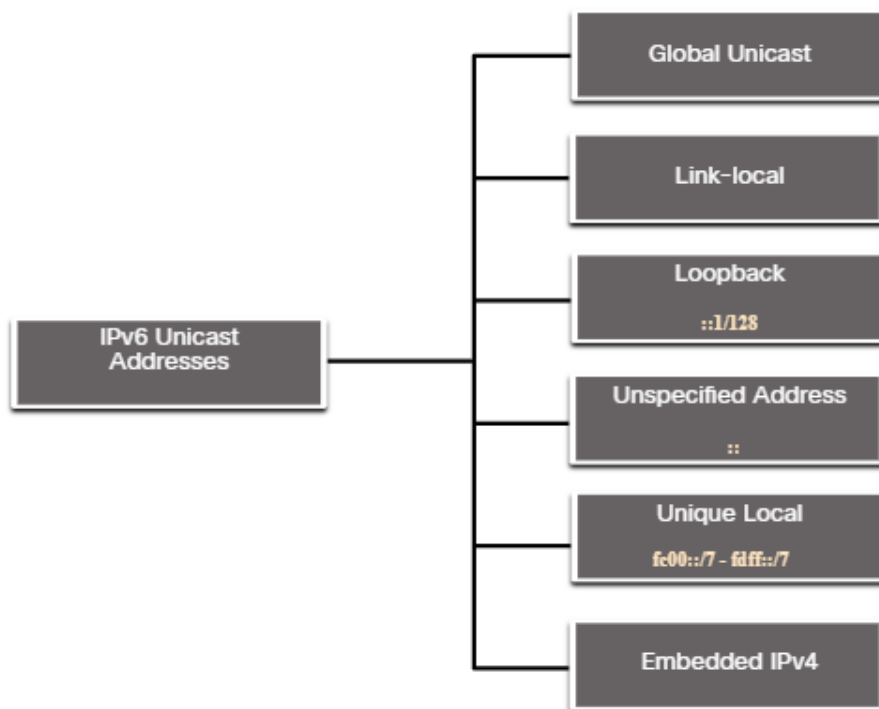 Global Unicast
Link-local
Loopback
::1/128
IPv6 Unicast
Addresses
Unspecified Address
::
Unique Local
fc00::/7 - fdff::/7
Embedded IPv4